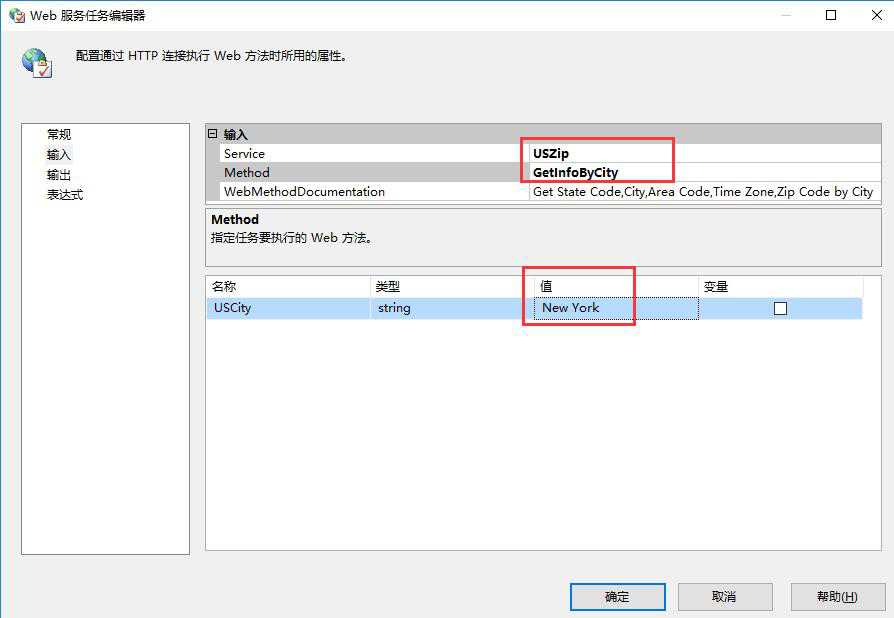 Web 服务任务编辑器
配置通过 HTTP 连接执行 Web 方法时所用的属性。
常规
输入
输出
表达式
输入
Service USZip
Method GetInfoByCity
WebMethodDocumentation Get State Code,City,Area Code,Time Zone,Zip Code by City
Method
指定任务要执行的 Web 方法。
名称 类型 值 变量
USCity string New York
确定 取消 帮助(H)